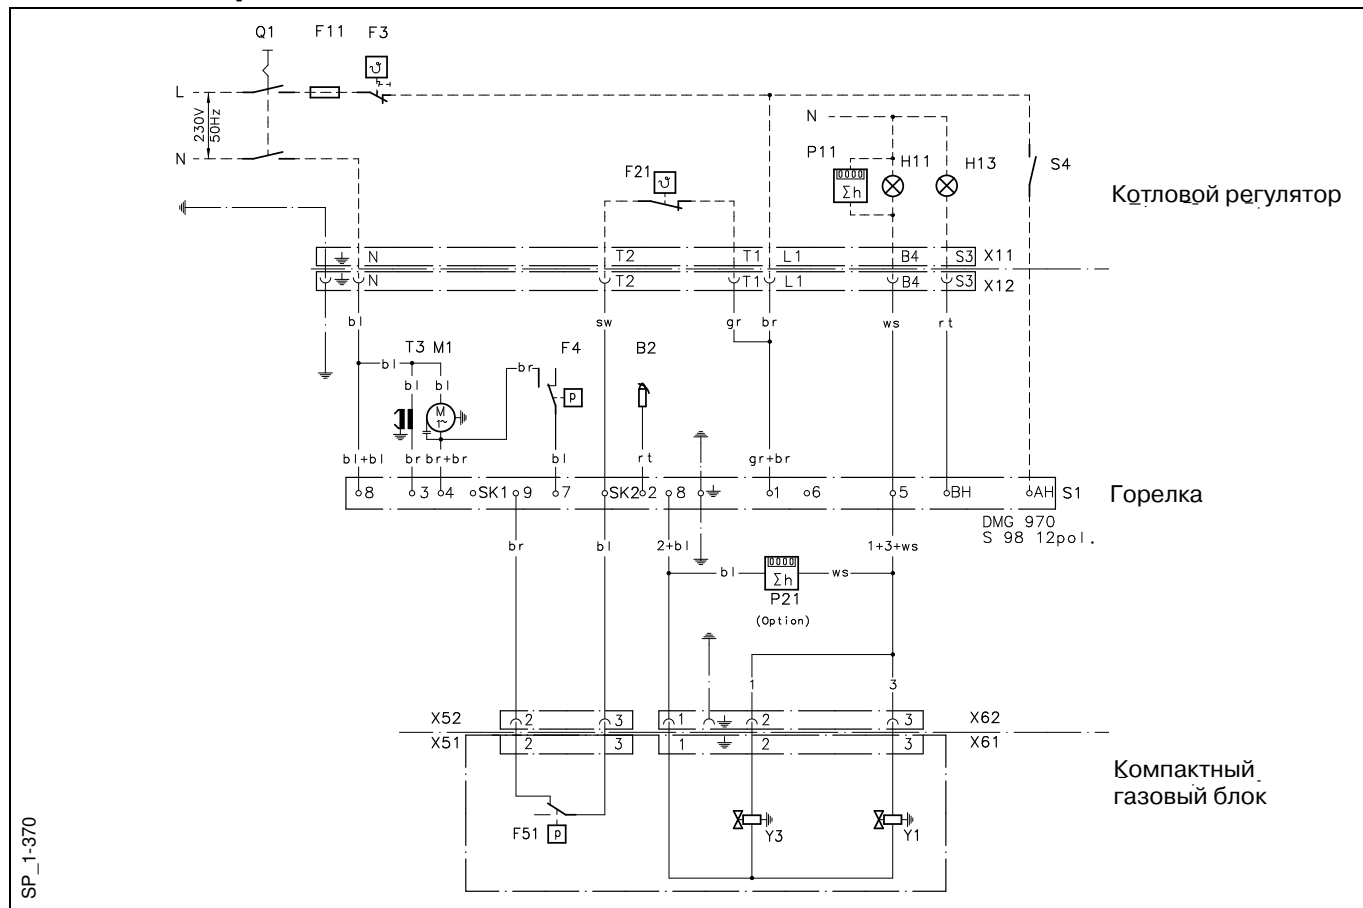 Q1 F11 F3
L
230V
50Hz
N
N
P11 H11 H13 S4
0000
Σh
F21
ϑ
ϑ
Котловой регулятор
N T2 T1 L1 B4 S3 X11
N T2 T1 L1 B4 S3 X12
bl sw gr br ws rt
T3 M1 F4 B2
bl br
bl bl
M
1~
p
bl+bl br br+br bl rt gr+br
8 3 4 SK1 9 7 SK2 2 8 1 6 5 BH AH S1
Горелка
DMG 970
S 98 12pol.
br bl 2+bl 1+3+ws
bl ws
0000
Σh
P21
(Option)
1 3
X52 2 3 1 2 3 X62
X51 2 3 1 2 3 X61
Компактный
газовый блок
F51 p Y3 Y1
SP_1-370